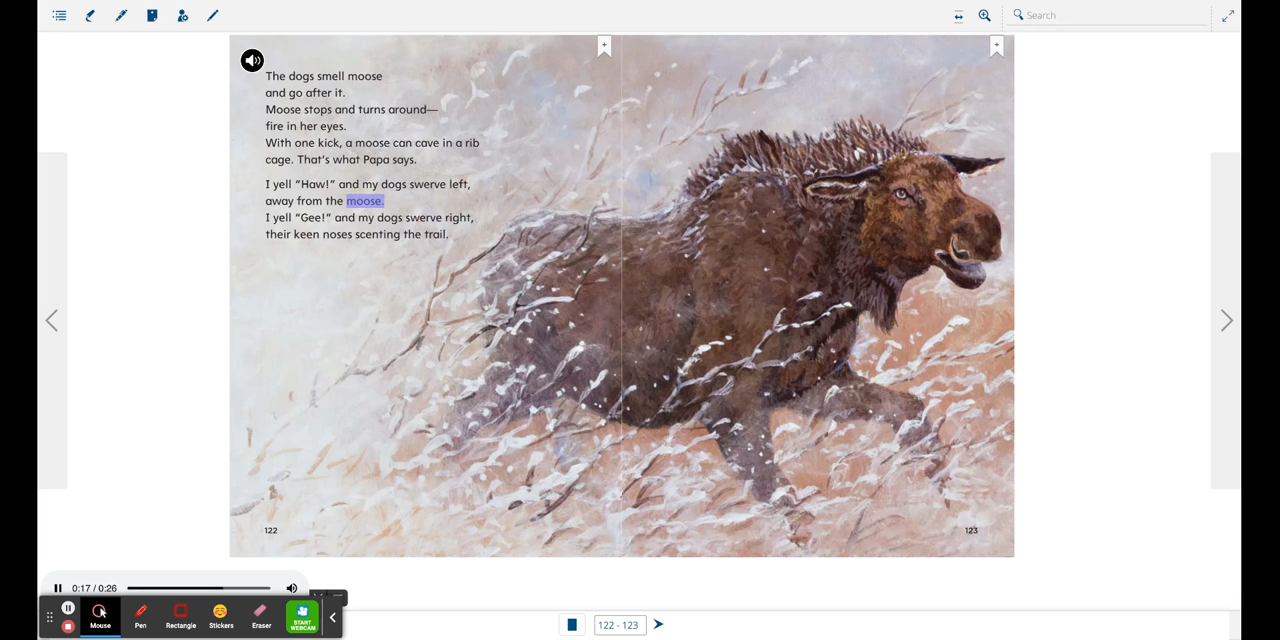 Search
The dogs smell moose
and go after it.
Moose stops and turns around—
fire in her eyes.
With one kick, a moose can cave in a rib
cage. That's what Papa says.
I yell “Haw!” and my dogs swerve left,
away from the moose.
I yell “Gee!” and my dogs swerve right,
their keen noses scenting the trail.
122
123
0:17 / 0:26
Mouse
Pen
Rectangle
Stickers
Eraser
START
WEBCAM
122 - 123